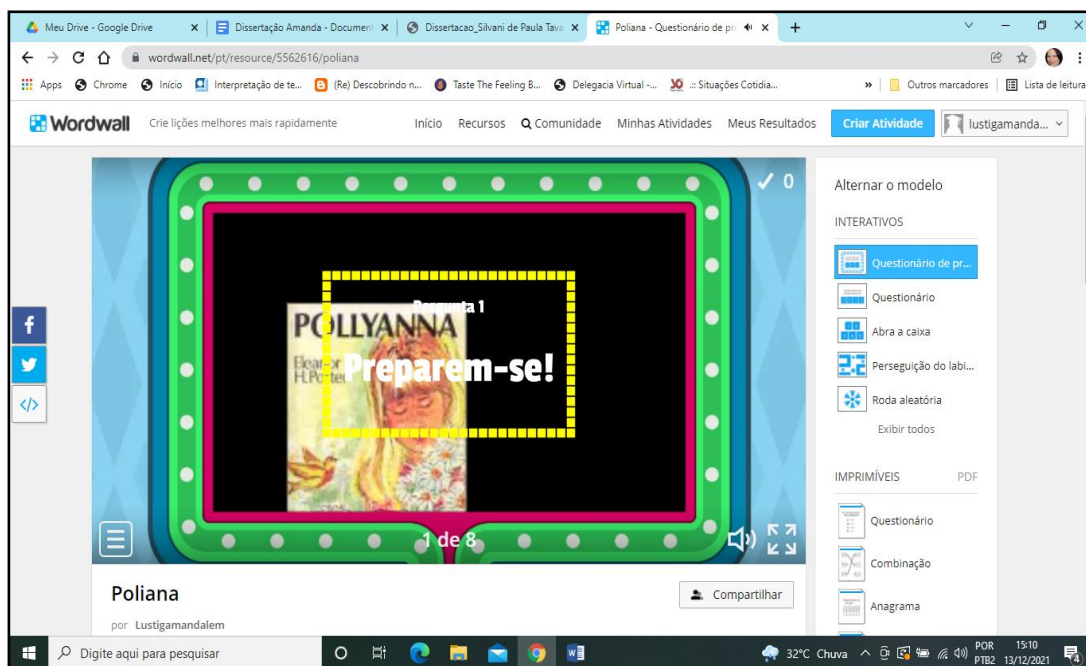 Meu Drive - Google Drive
Dissertação Amanda - Document
Dissertacao_Silvani de Paula Tava
Poliana - Questionário de pr
wordwall.net/pt/resource/5562616/poliana
Apps Chrome Início Interpretação de te... (Re) Descobrindo n... Taste The Feeling B... Delegacia Virtual -... .:: Situações Cotidia... » Outros marcadores Lista de leitura
Wordwall Crie lições melhores mais rapidamente Início Recursos Comunidade Minhas Atividades Meus Resultados Criar Atividade lustigamanda...
0
Pergunta 1
POLLYANNA
Eleanor
H.Porter
Preparem-se!
1 de 8
Alternar o modelo
INTERATIVOS
Questionário de pr...
Questionário
Abra a caixa
Perseguição do labi...
Roda aleatória
Exibir todos
IMPRIMÍVEIS PDF
Questionário
Combinação
Anagrama
Poliana
Compartilhar
por Lustigamandalem
Digite aqui para pesquisar
32°C Chuva
POR
PTB2
15:10
13/12/2021